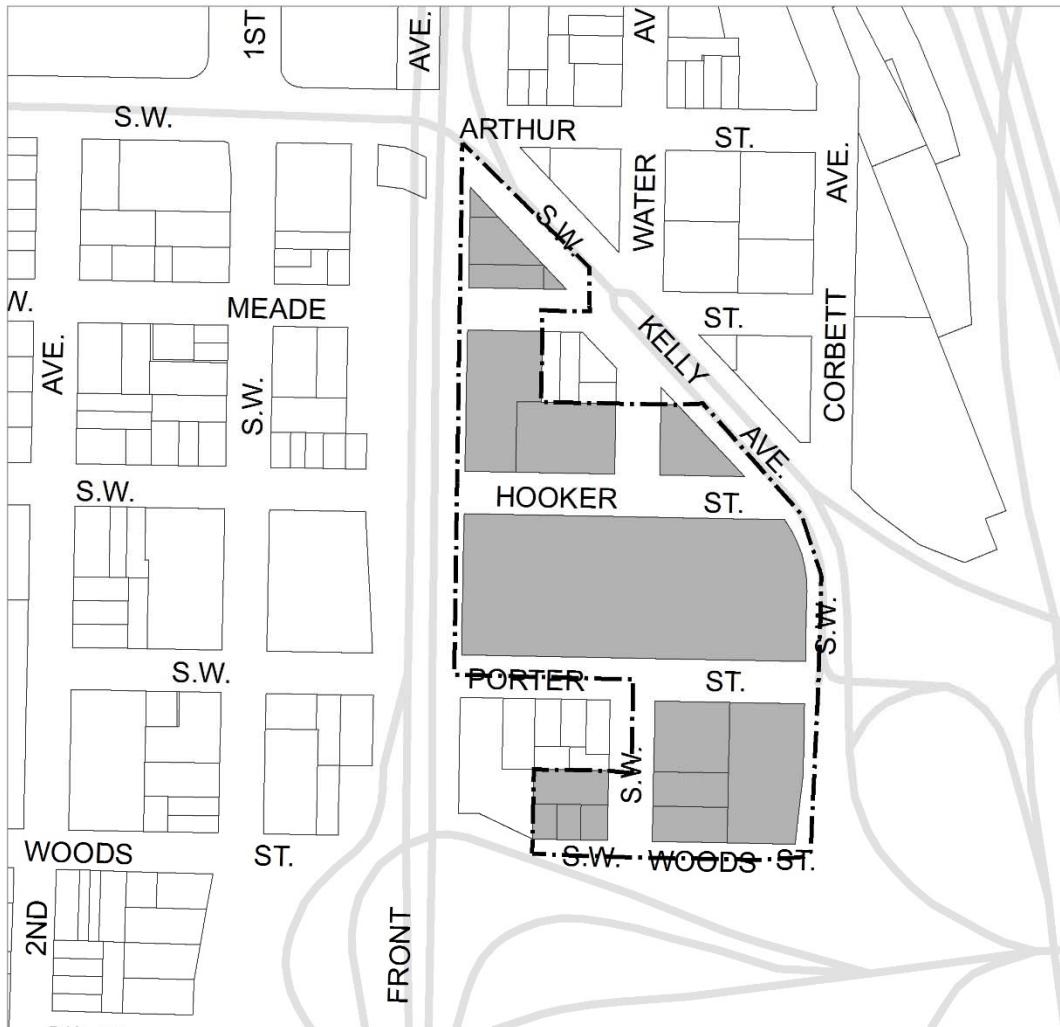 1ST
AVE.
AV
S.W.
ARTHUR
ST.
WATER
AVE.
S.W.
W.
MEADE
ST.
KELLY
CORBETT
AVE.
S.W.
AVE.
S.W.
HOOKER
ST.
S.W.
S.W.
PORTER
ST.
S.W.
WOODS
ST.
S.W.
WOODS
ST.
2ND
FRONT